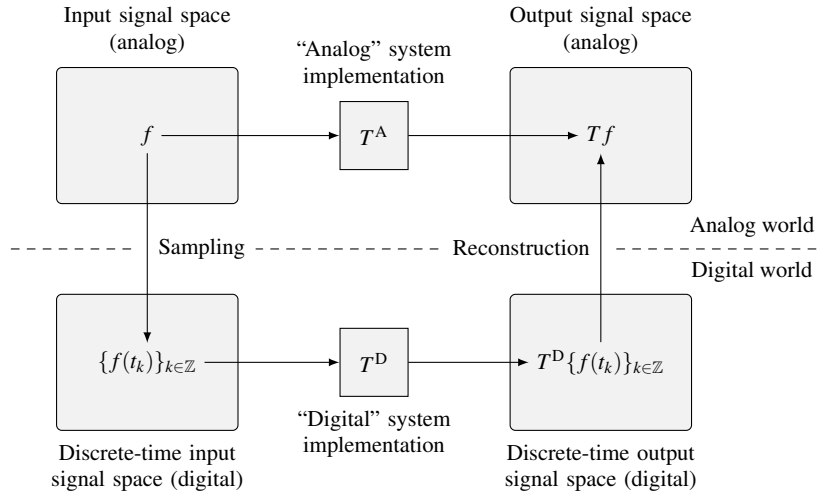 Input signal space
(analog)
“Analog” system
implementation
Output signal space
(analog)
f
T^A
Tf
Sampling
Reconstruction
Analog world
Digital world
{f(t_k)}_{k∈ℤ}
T^D
T^D{f(t_k)}_{k∈ℤ}
“Digital” system
implementation
Discrete-time input
signal space (digital)
Discrete-time output
signal space (digital)